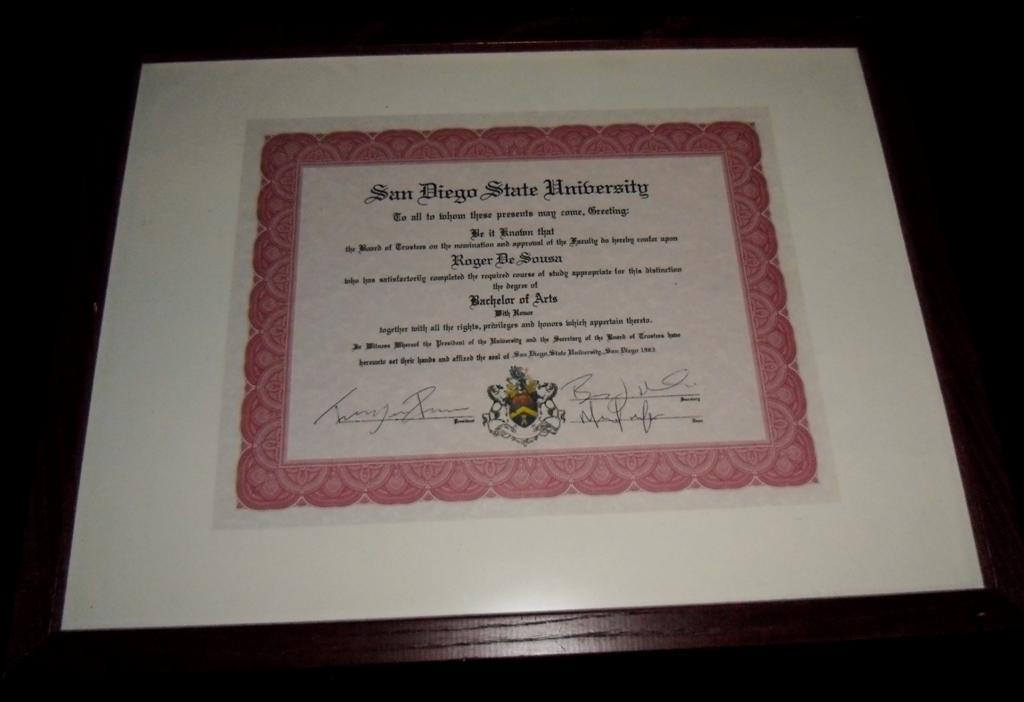 San Diego State University
To all to whom these presents may come, Greeting:
Be it Known that
the Board of Trustees on the nomination and approval of the Faculty do hereby confer upon
Roger De Sousa
who has satisfactorily completed the required course of study appropriate for this distinction
the degree of
Bachelor of Arts
With Honor
together with all the rights, privileges and honors which appertain thereto.
In Witness Whereof the President of the University and the Secretary of the Board of Trustees have
hereunto set their hands and affixed the seal of San Diego State University, San Diego 1983
Secretary
President
Dean